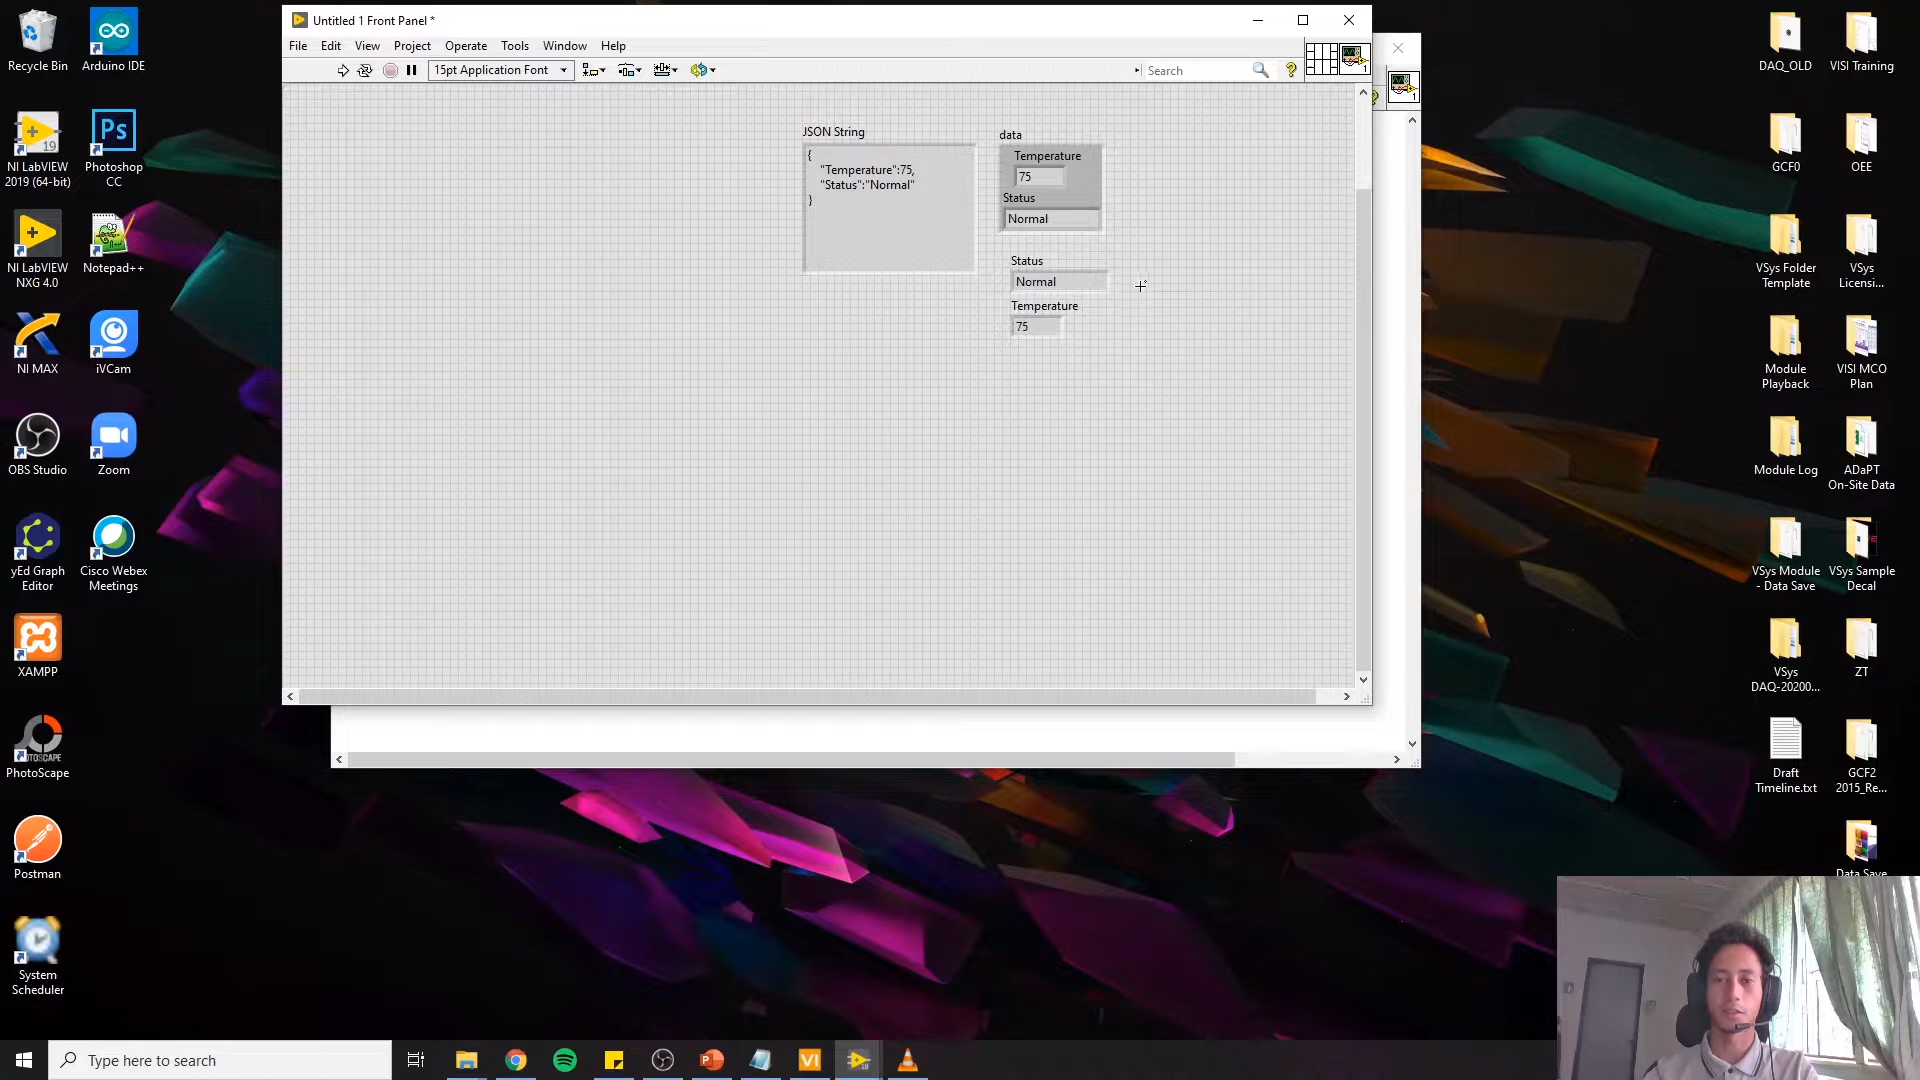 Untitled 1 Front Panel *
File Edit View Project Operate Tools Window Help
15pt Application Font
Search
JSON String
{
"Temperature":75,
"Status":"Normal"
}
data
Temperature
75
Status
Normal
Status
Normal
Temperature
75
Recycle Bin
Arduino IDE
NI LabVIEW
2019 (64-bit)
Photoshop
CC
NI LabVIEW
NXG 4.0
Notepad++
NI MAX
iVCam
OBS Studio
Zoom
yEd Graph
Editor
Cisco Webex
Meetings
XAMPP
PhotoScape
Postman
System
Scheduler
DAQ_OLD
VISI Training
GCF0
OEE
VSys Folder
Template
VSys
Licensi...
Module
Playback
VISI MCO
Plan
Module Log
ADaPT
On-Site Data
VSys Module
- Data Save
VSys Sample
Decal
VSys
DAQ-20200...
ZT
Draft
Timeline.txt
GCF2
2015_Re...
Data Save
Type here to search